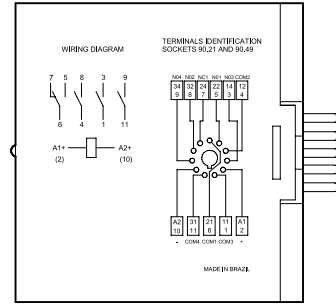 WIRING DIAGRAM
7 5 8 3 9
6 4 1 11
A1+ A2+
(2) (10)
TERMINALS IDENTIFICATION
SOCKETS 90.21 AND 90.49
N04 N02 NC1 N01 N03 COM2
34 32 24 22 14 12
9 8 7 5 3 4
A2 31 21 11 A1
10 11 6 1 2
- COM4 COM1 COM3 +
MADE IN BRAZIL